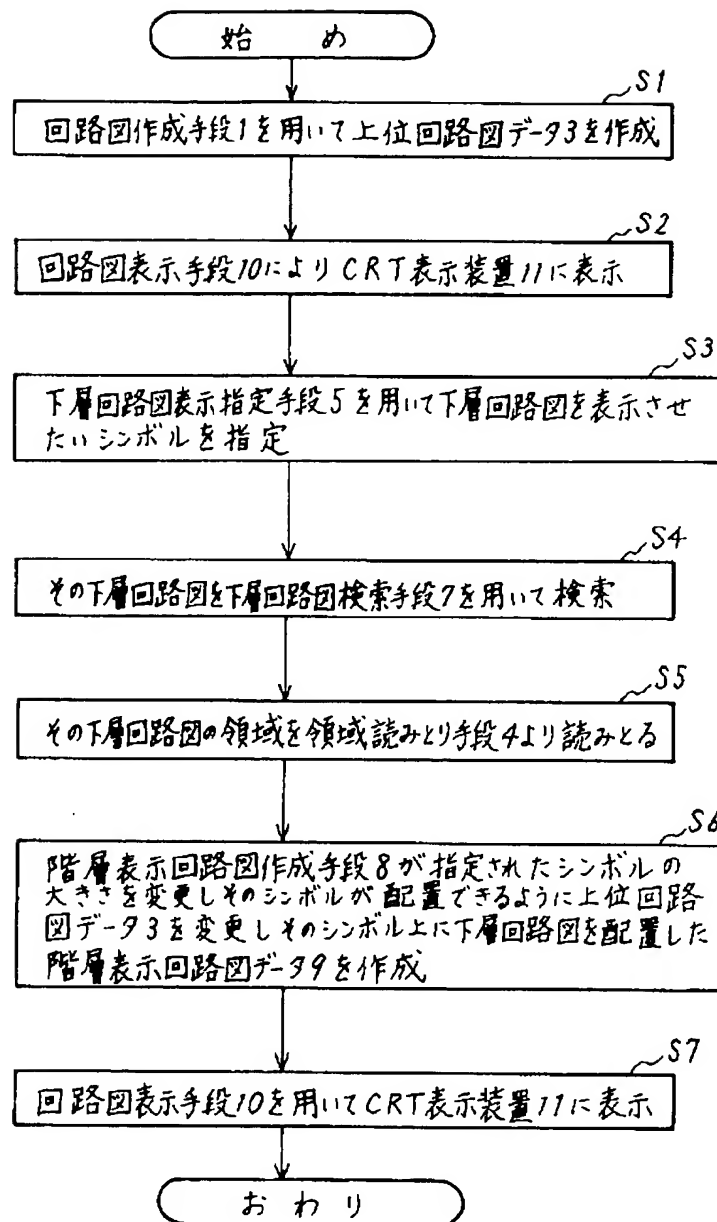 始め
S1
回路図作成手段1を用いて上位回路図データ3を作成
S2
回路図表示手段10によりCRT表示装置11に表示
S3
下層回路図表示指定手段5を用いて下層回路図を表示させ
たいシンボルを指定
S4
その下層回路図を下層回路図検索手段7を用いて検索
S5
その下層回路図の領域を領域読みとり手段4より読みとる
S6
階層表示回路図作成手段8が指定されたシンボルの
大きさを変更しそのシンボルが配置できるように上位回路
図データ3を変更しそのシンボル上に下層回路図を配置した
階層表示回路図データ9を作成
S7
回路図表示手段10を用いてCRT表示装置11に表示
おわり